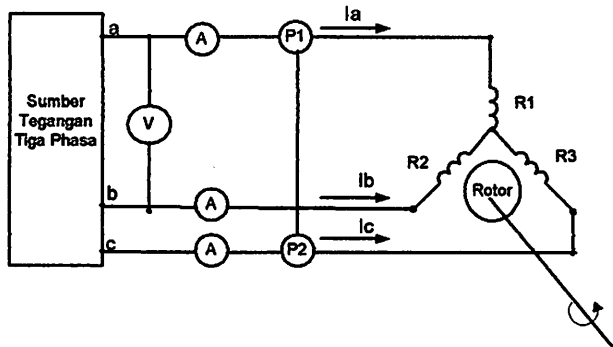 a
A
P1
Ia
Sumber
Tegangan
Tiga Phasa
V
R1
R2
R3
b
A
Ib
Rotor
c
A
P2
Ic